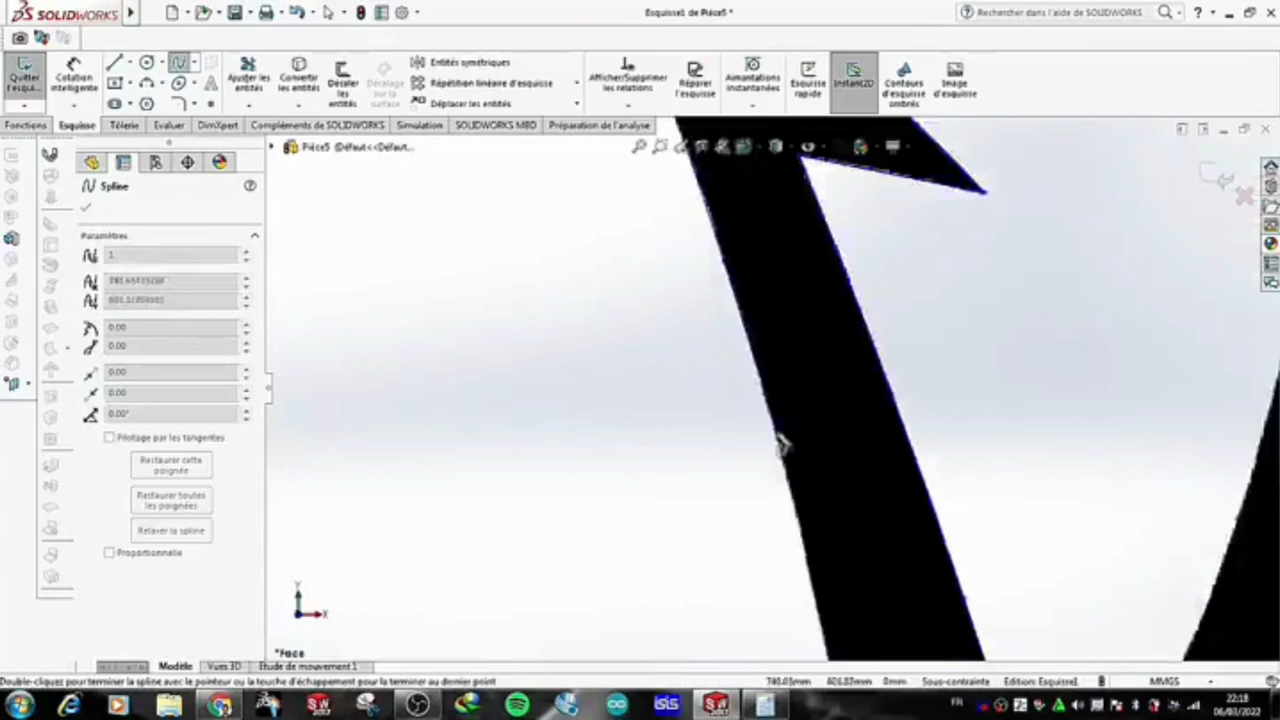 SOLIDWORKS
Esquisse1 de Pièce5 *
Rechercher dans l'aide de SOLIDWORKS
Quitter l'esqui...
Cotation intelligente
Ajuster les entités
Convertir les entités
Décaler les entités
Décalage sur la surface
Entités symétriques
Répétition linéaire d'esquisse
Déplacer les entités
Afficher/Supprimer les relations
Réparer l'esquisse
Aimantations instantanées
Esquisse rapide
Instant2D
Contours d'esquisse ombrés
Image d'esquisse
Fonctions
Esquisse
Tôlerie
Evaluer
DimXpert
Compléments de SOLIDWORKS
Simulation
SOLIDWORKS MBD
Préparation de l'analyse
Pièce5 (Défaut<<Défaut...
Spline
Paramètres
1
0.00
0.00
0.00
0.00
0.00°
Pilotage par les tangentes
Restaurer cette poignée
Restaurer toutes les poignées
Relaxer la spline
Proportionnelle
Y
X
*Face
Modèle
Vues 3D
Etude de mouvement 1
Double-cliquez pour terminer la spline avec le pointeur ou la touche d'échappement pour la terminer au dernier point
0mm
Sous-contrainte
Edition: Esquisse1
MMGS
FR
22:18
06/03/2022